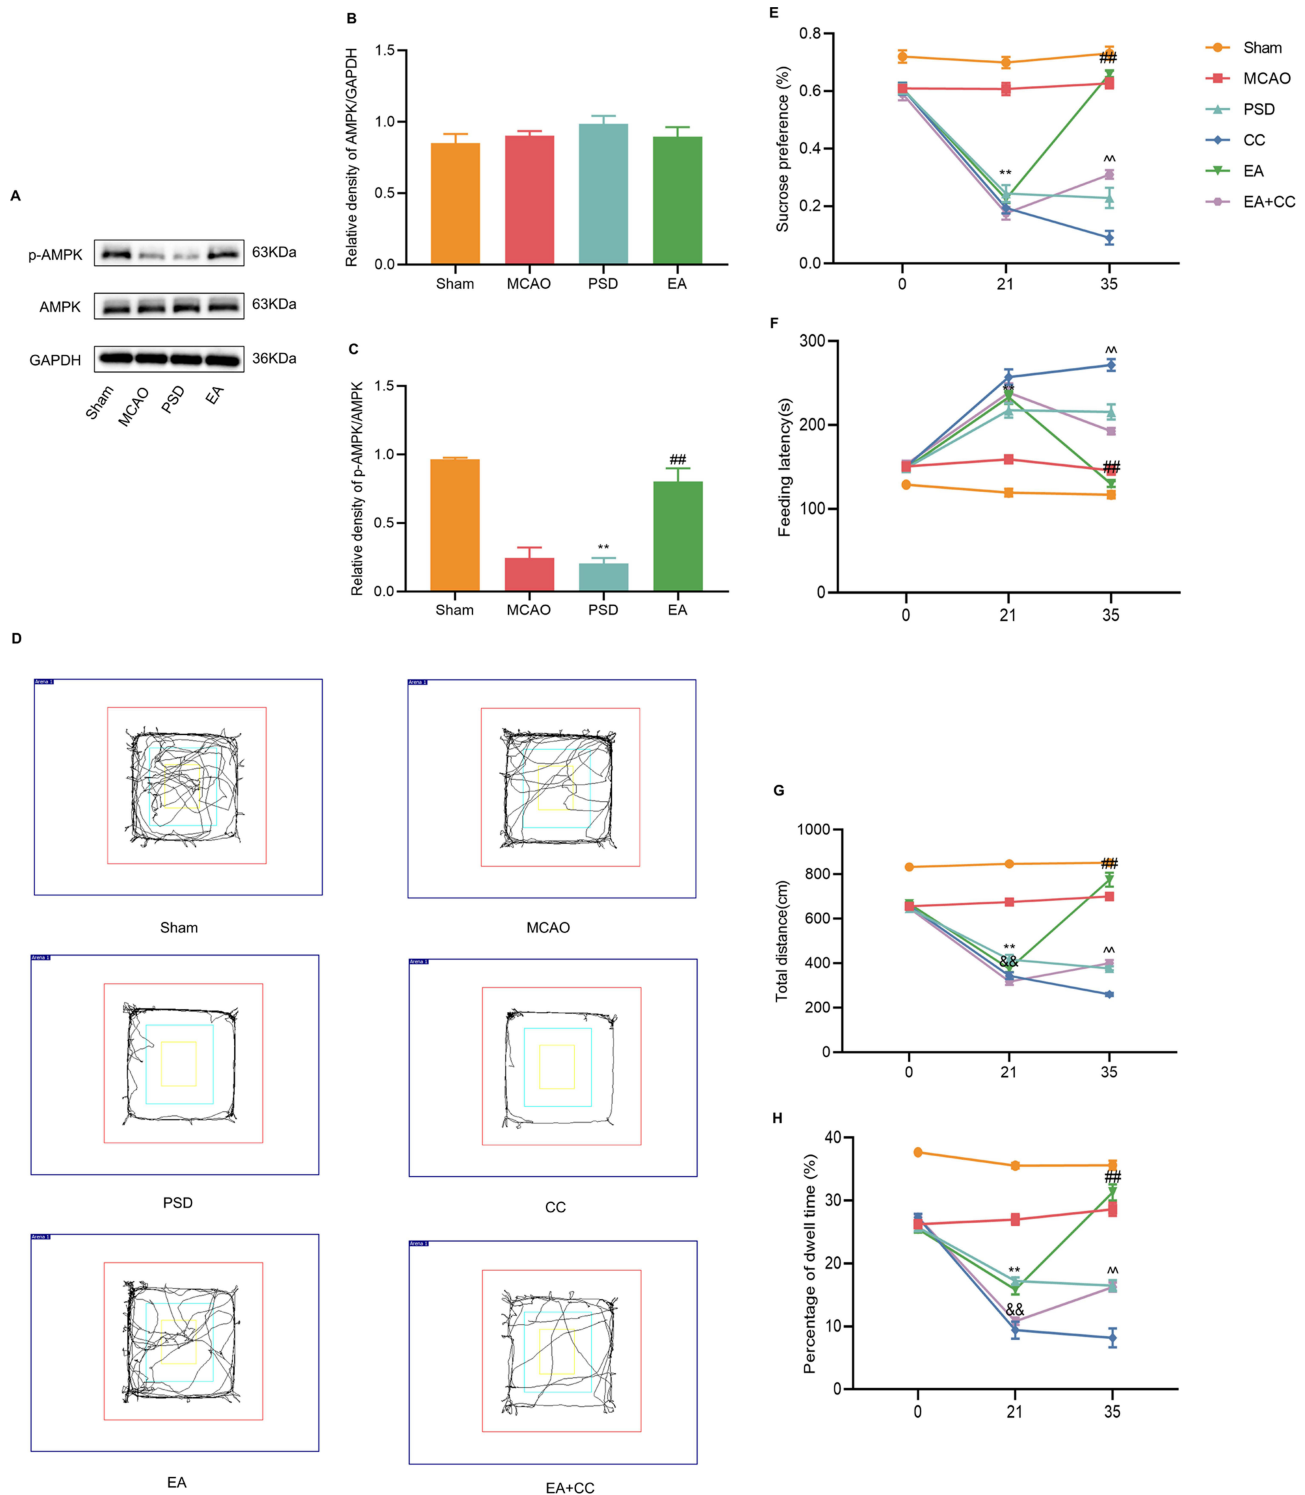 A
p-AMPK
63KDa
AMPK
63KDa
GAPDH
36KDa
Sham
MCAO
PSD
EA
B
Relative density of AMPK/GAPDH
1.5
1.0
0.5
0.0
Sham
MCAO
PSD
EA
C
Relative density of p-AMPK/AMPK
1.5
1.0
0.5
0.0
**
##
Sham
MCAO
PSD
EA
D
Sham
MCAO
PSD
CC
EA
EA+CC
E
Sucrose preference (%)
0.8
0.6
0.4
0.2
0.0
**
##
^^
0
21
35
Sham
MCAO
PSD
CC
EA
EA+CC
F
Feeding latency(s)
300
200
100
0
**
^^
##
0
21
35
G
Total distance(cm)
1000
800
600
400
200
0
**
&&
##
^^
0
21
35
H
Percentage of dwell time (%)
40
30
20
10
0
**
&&
##
^^
0
21
35